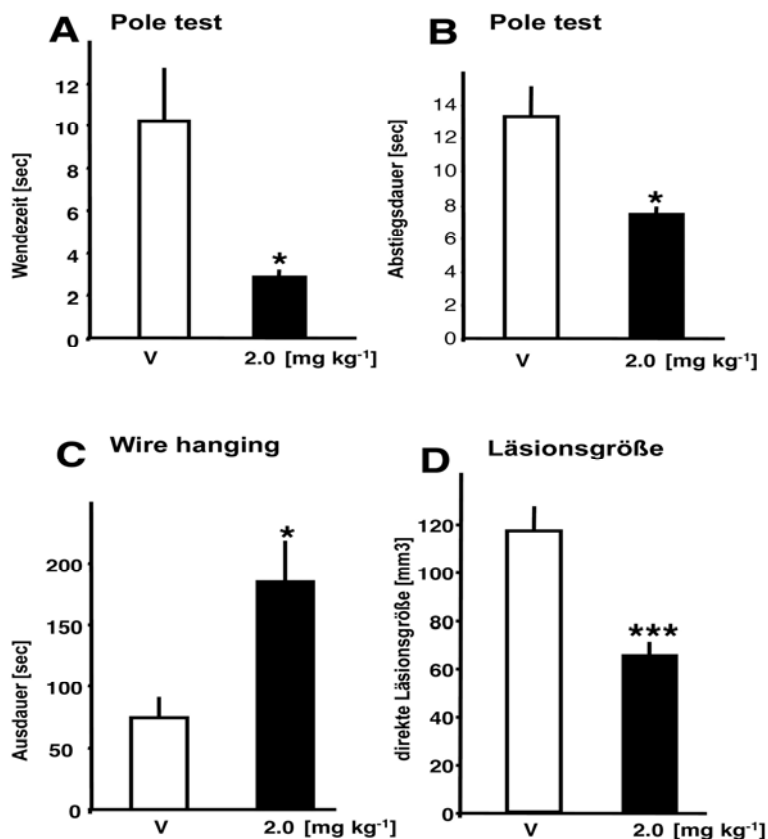 A Pole test
Wendezeit [sec]
12
10
8
6
4
2
0
*
V 2.0 [mg kg-1]
B Pole test
Abstiegsdauer [sec]
14
12
10
8
6
4
2
0
*
V 2.0 [mg kg-1]
C Wire hanging
Ausdauer [sec]
200
150
100
50
0
*
V 2.0 [mg kg-1]
D Läsionsgröße
direkte Läsionsgröße [mm3]
120
100
80
60
40
20
0
***
V 2.0 [mg kg-1]